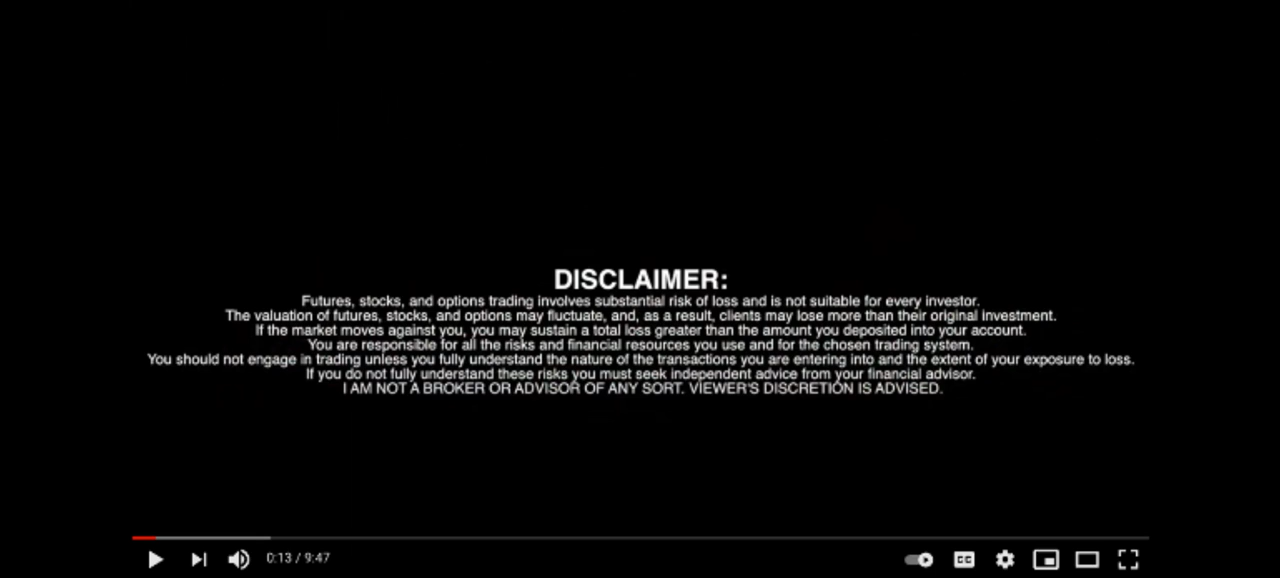 DISCLAIMER:
Futures, stocks, and options trading involves substantial risk of loss and is not suitable for every investor.
The valuation of futures, stocks, and options may fluctuate, and, as a result, clients may lose more than their original investment.
If the market moves against you, you may sustain a total loss greater than the amount you deposited into your account.
You are responsible for all the risks and financial resources you use and for the chosen trading system.
You should not engage in trading unless you fully understand the nature of the transactions you are entering into and the extent of your exposure to loss.
If you do not fully understand these risks you must seek independent advice from your financial advisor.
I AM NOT A BROKER OR ADVISOR OF ANY SORT. VIEWER'S DISCRETION IS ADVISED.
0:13 / 9:47
CC